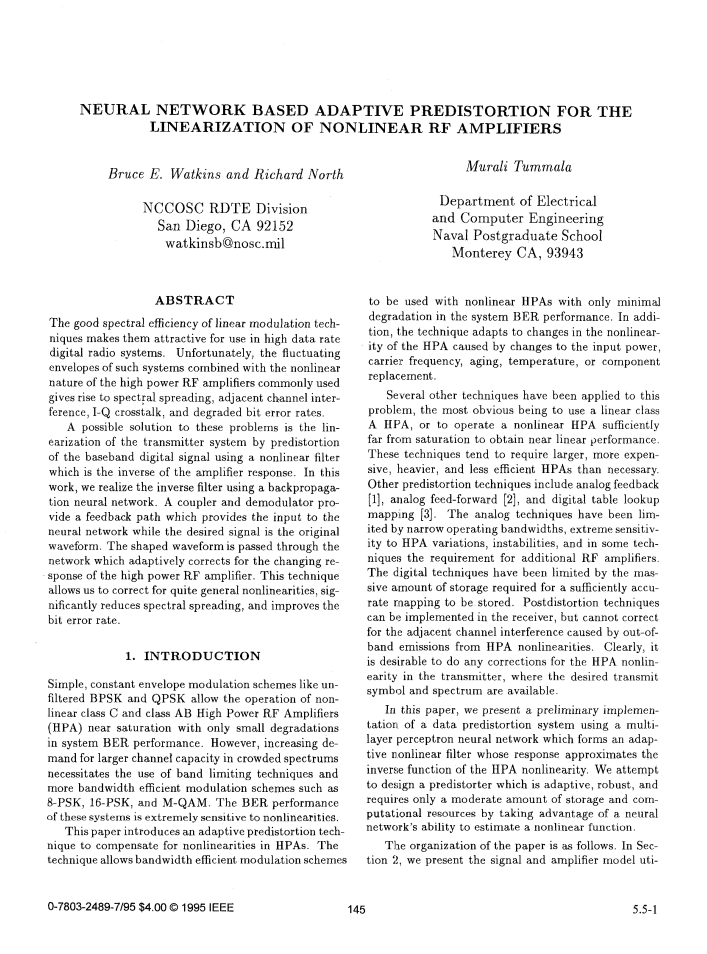 NEURAL NETWORK BASED ADAPTIVE PREDISTORTION FOR THE
LINEARIZATION OF NONLINEAR RF AMPLIFIERS
Bruce E. Watkins and Richard North
NCCOSC RDTE Division
San Diego, CA 92152
watkinsb@nosc.mil
Murali Tummala
Department of Electrical
and Computer Engineering
Naval Postgraduate School
Monterey CA, 93943
ABSTRACT
The good spectral efficiency of linear modulation tech-
niques makes them attractive for use in high data rate
digital radio systems. Unfortunately, the fluctuating
envelopes of such systems combined with the nonlinear
nature of the high power RF amplifiers commonly used
gives rise to spectral spreading, adjacent channel inter-
ference, I-Q crosstalk, and degraded bit error rates.
A possible solution to these problems is the lin-
earization of the transmitter system by predistortion
of the baseband digital signal using a nonlinear filter
which is the inverse of the amplifier response. In this
work, we realize the inverse filter using a backpropaga-
tion neural network. A coupler and demodulator pro-
vide a feedback path which provides the input to the
neural network while the desired signal is the original
waveform. The shaped waveform is passed through the
network which adaptively corrects for the changing re-
sponse of the high power RF amplifier. This technique
allows us to correct for quite general nonlinearities, sig-
nificantly reduces spectral spreading, and improves the
bit error rate.
1. INTRODUCTION
Simple, constant envelope modulation schemes like un-
filtered BPSK and QPSK allow the operation of non-
linear class C and class AB High Power RF Amplifiers
(HPA) near saturation with only small degradations
in system BER performance. However, increasing de-
mand for larger channel capacity in crowded spectrums
necessitates the use of band limiting techniques and
more bandwidth efficient modulation schemes such as
8-PSK, 16-PSK, and M-QAM. The BER performance
of these systems is extremely sensitive to nonlinearities.
This paper introduces an adaptive predistortion tech-
nique to compensate for nonlinearities in HPAs. The
technique allows bandwidth efficient modulation schemes
to be used with nonlinear HPAs with only minimal
degradation in the system BER performance. In addi-
tion, the technique adapts to changes in the nonlinear-
ity of the HPA caused by changes to the input power,
carrier frequency, aging, temperature, or component
replacement.
Several other techniques have been applied to this
problem, the most obvious being to use a linear class
A HPA, or to operate a nonlinear HPA sufficiently
far from saturation to obtain near linear performance.
These techniques tend to require larger, more expen-
sive, heavier, and less efficient HPAs than necessary.
Other predistortion techniques include analog feedback
[1], analog feed-forward [2], and digital table lookup
mapping [3]. The analog techniques have been lim-
ited by narrow operating bandwidths, extreme sensitiv-
ity to HPA variations, instabilities, and in some tech-
niques the requirement for additional RF amplifiers.
The digital techniques have been limited by the mas-
sive amount of storage required for a sufficiently accu-
rate mapping to be stored. Postdistortion techniques
can be implemented in the receiver, but cannot correct
for the adjacent channel interference caused by out-of-
band emissions from HPA nonlinearities. Clearly, it
is desirable to do any corrections for the HPA nonlin-
earity in the transmitter, where the desired transmit
symbol and spectrum are available.
In this paper, we present a preliminary implemen-
tation of a data predistortion system using a multi-
layer perceptron neural network which forms an adap-
tive nonlinear filter whose response approximates the
inverse function of the HPA nonlinearity. We attempt
to design a predistorter which is adaptive, robust, and
requires only a moderate amount of storage and com-
putational resources by taking advantage of a neural
network's ability to estimate a nonlinear function.
The organization of the paper is as follows. In Sec-
tion 2, we present the signal and amplifier model uti-
0-7803-2489-7/95 $4.00 © 1995 IEEE
145
5.5-1